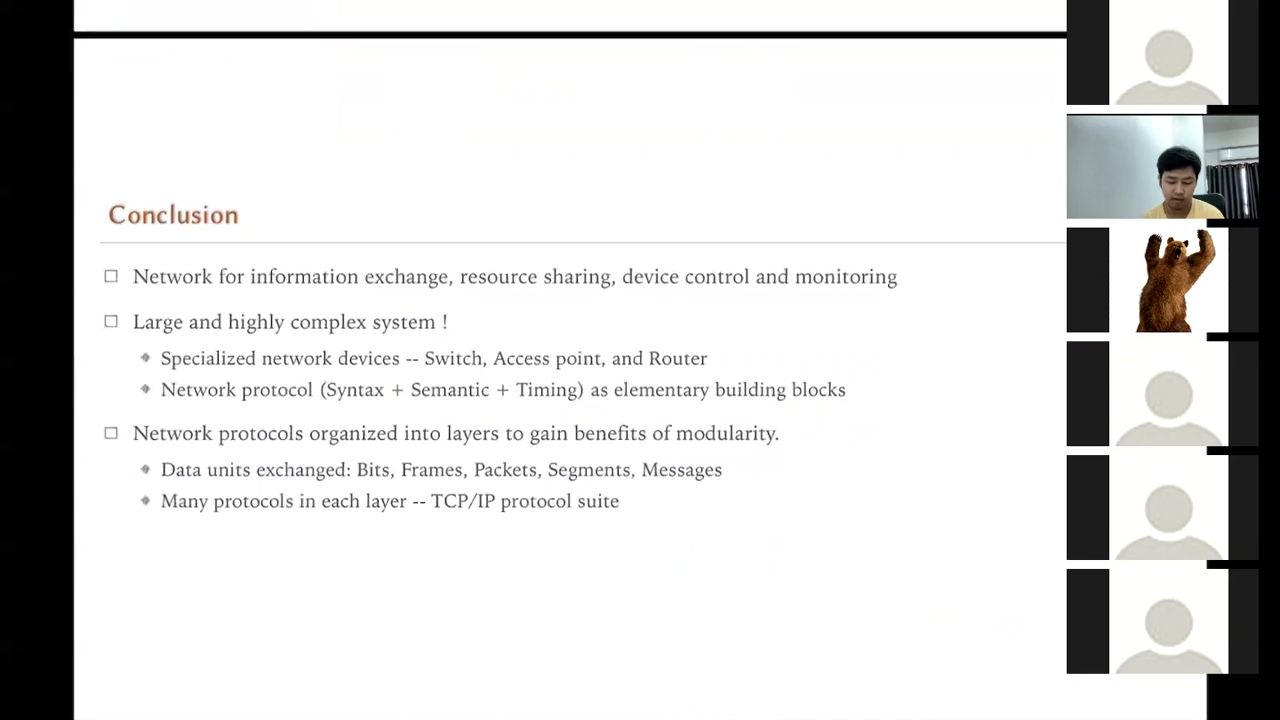 Conclusion
Network for information exchange, resource sharing, device control and monitoring
Large and highly complex system !
Specialized network devices -- Switch, Access point, and Router
Network protocol (Syntax + Semantic + Timing) as elementary building blocks
Network protocols organized into layers to gain benefits of modularity.
Data units exchanged: Bits, Frames, Packets, Segments, Messages
Many protocols in each layer -- TCP/IP protocol suite